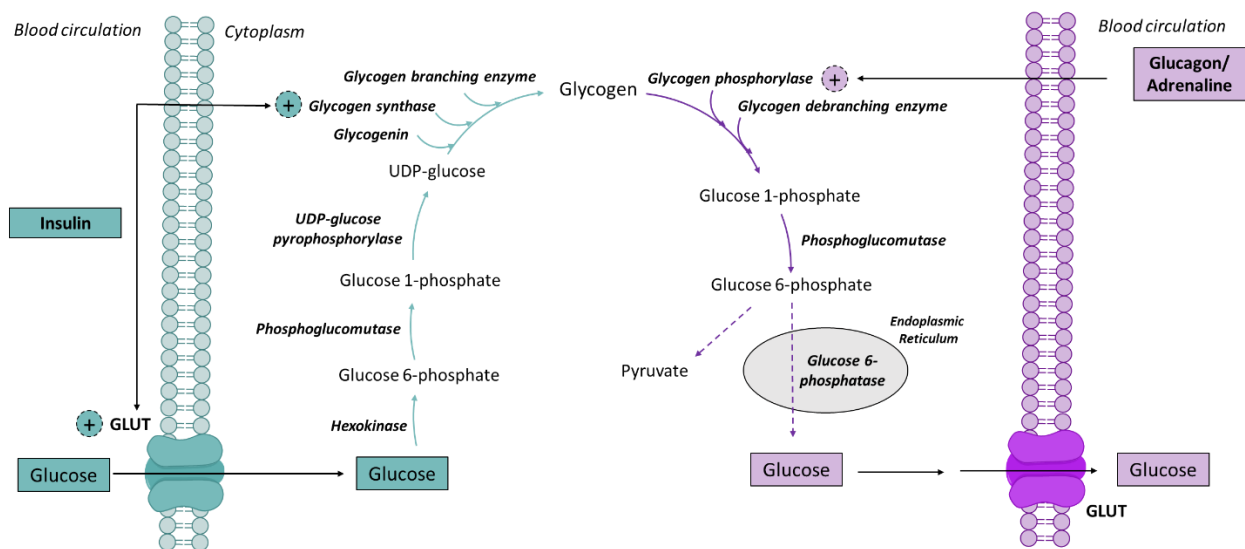 Blood circulation
Cytoplasm
Blood circulation
Glycogen branching enzyme
Glycogen phosphorylase
+
Glucagon/
Adrenaline
Glycogen
+
Glycogen synthase
Glycogen debranching enzyme
Glycogenin
UDP-glucose
Glucose 1-phosphate
Insulin
UDP-glucose
pyrophosphorylase
Phosphoglucomutase
Glucose 1-phosphate
Glucose 6-phosphate
Phosphoglucomutase
Endoplasmic
Reticulum
Glucose 6-
phosphatase
Pyruvate
Glucose 6-phosphate
+
GLUT
Hexokinase
Glucose
Glucose
Glucose
Glucose
GLUT